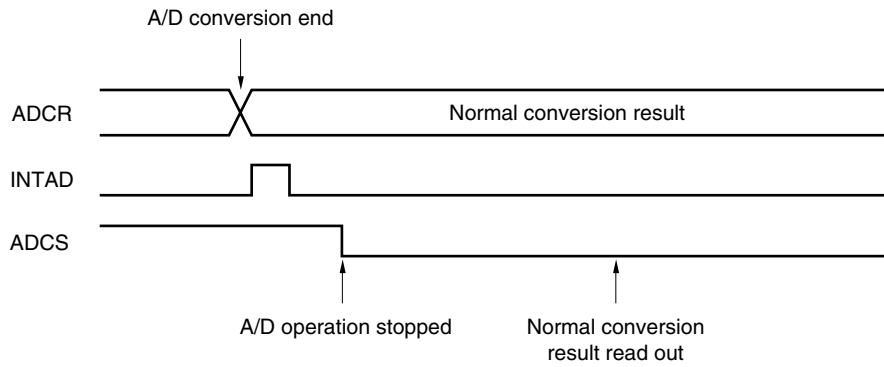 A/D conversion end
ADCR
Normal conversion result
INTAD
ADCS
A/D operation stopped
Normal conversion
result read out